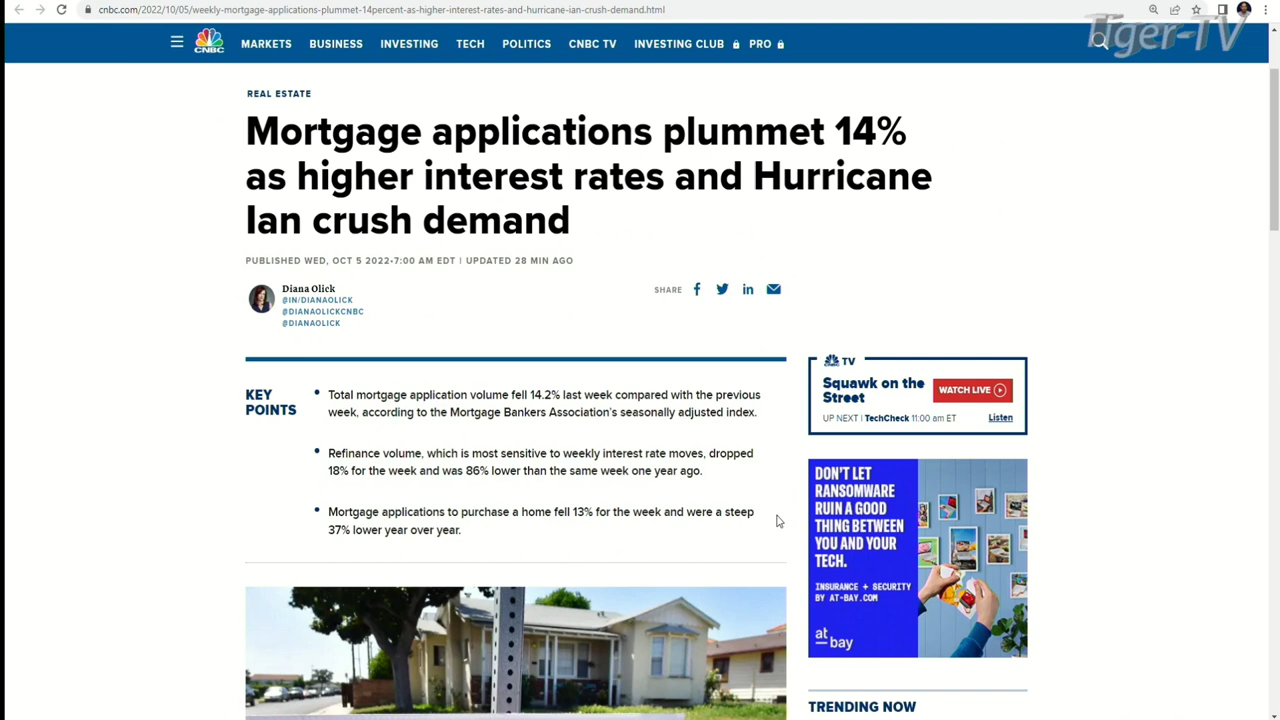 cnbc.com/2022/10/05/weekly-mortgage-applications-plummet-14percent-as-higher-interest-rates-and-hurricane-ian-crush-demand.html
Tiger-TV
CNBC
MARKETS BUSINESS INVESTING TECH POLITICS CNBC TV INVESTING CLUB PRO
REAL ESTATE
Mortgage applications plummet 14%
as higher interest rates and Hurricane
Ian crush demand
PUBLISHED WED, OCT 5 2022•7:00 AM EDT | UPDATED 28 MIN AGO
Diana Olick
@IN/DIANAOLICK
@DIANAOLICKCNBC
@DIANAOLICK
SHARE
KEY
POINTS
• Total mortgage application volume fell 14.2% last week compared with the previous
week, according to the Mortgage Bankers Association's seasonally adjusted index.
• Refinance volume, which is most sensitive to weekly interest rate moves, dropped
18% for the week and was 86% lower than the same week one year ago.
• Mortgage applications to purchase a home fell 13% for the week and were a steep
37% lower year over year.
CNBC TV
Squawk on the
Street
WATCH LIVE
UP NEXT | TechCheck 11:00 am ET
Listen
DON'T LET
RANSOMWARE
RUIN A GOOD
THING BETWEEN
YOU AND YOUR
TECH.
INSURANCE + SECURITY
BY AT-BAY.COM
at
bay
TRENDING NOW